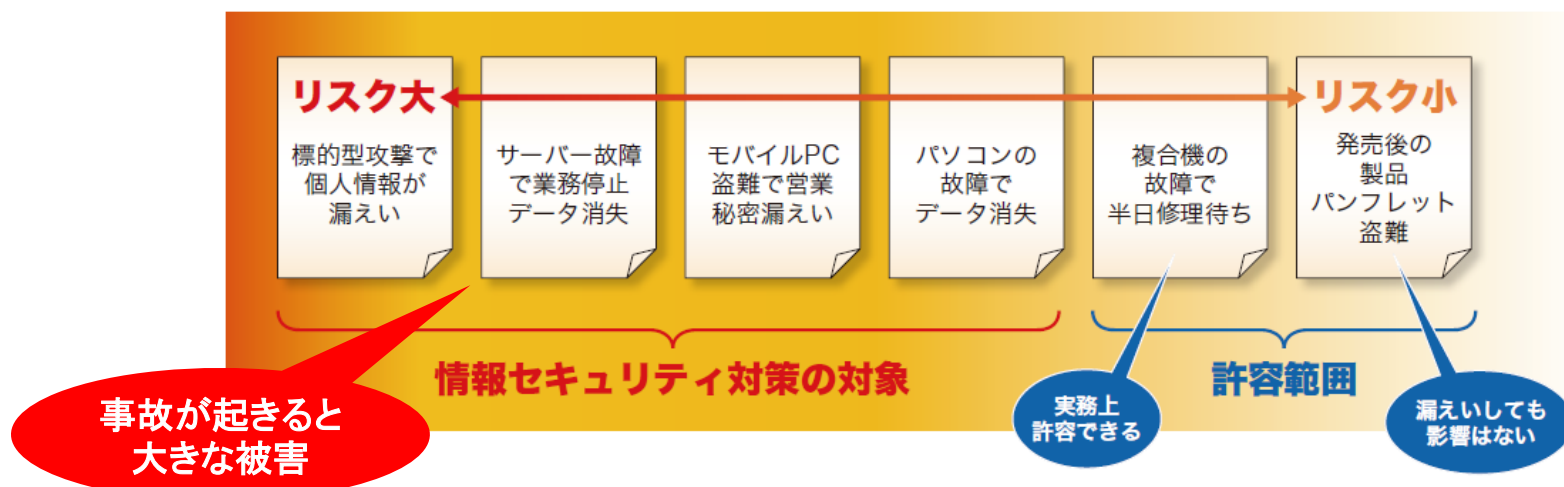 リスク大
標的型攻撃で
個人情報が
漏えい
サーバー故障
で業務停止
データ消失
モバイルPC
盗難で営業
秘密漏えい
パソコンの
故障で
データ消失
複合機の
故障で
半日修理待ち
リスク小
発売後の
製品
パンフレット
盗難
情報セキュリティ対策の対象
許容範囲
事故が起きると
大きな被害
実務上
許容できる
漏えいしても
影響はない